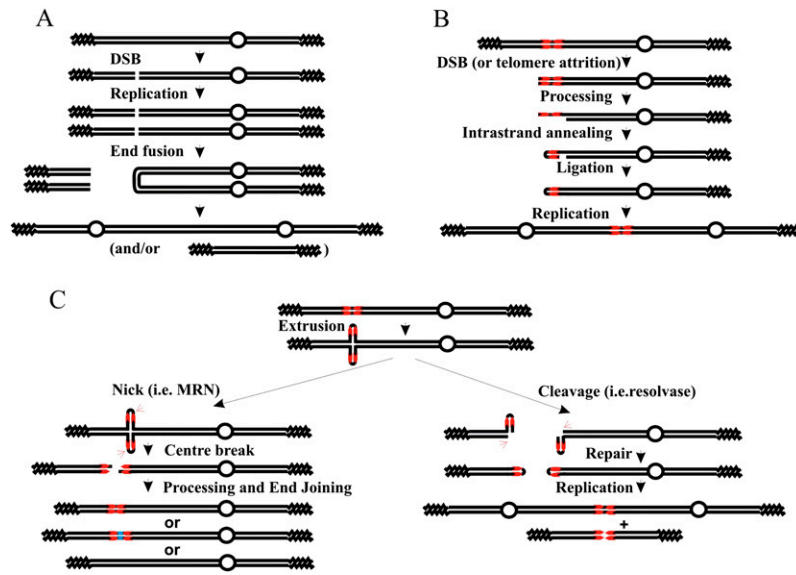 A
DSB
Replication
End fusion
(and/or )
B
DSB (or telomere attrition)
Processing
Intrastrand annealing
Ligation
Replication
C
Extrusion
Nick (i.e. MRN)
Centre break
Processing and End Joining
or
or
Cleavage (i.e.resolvase)
Repair
Replication
+